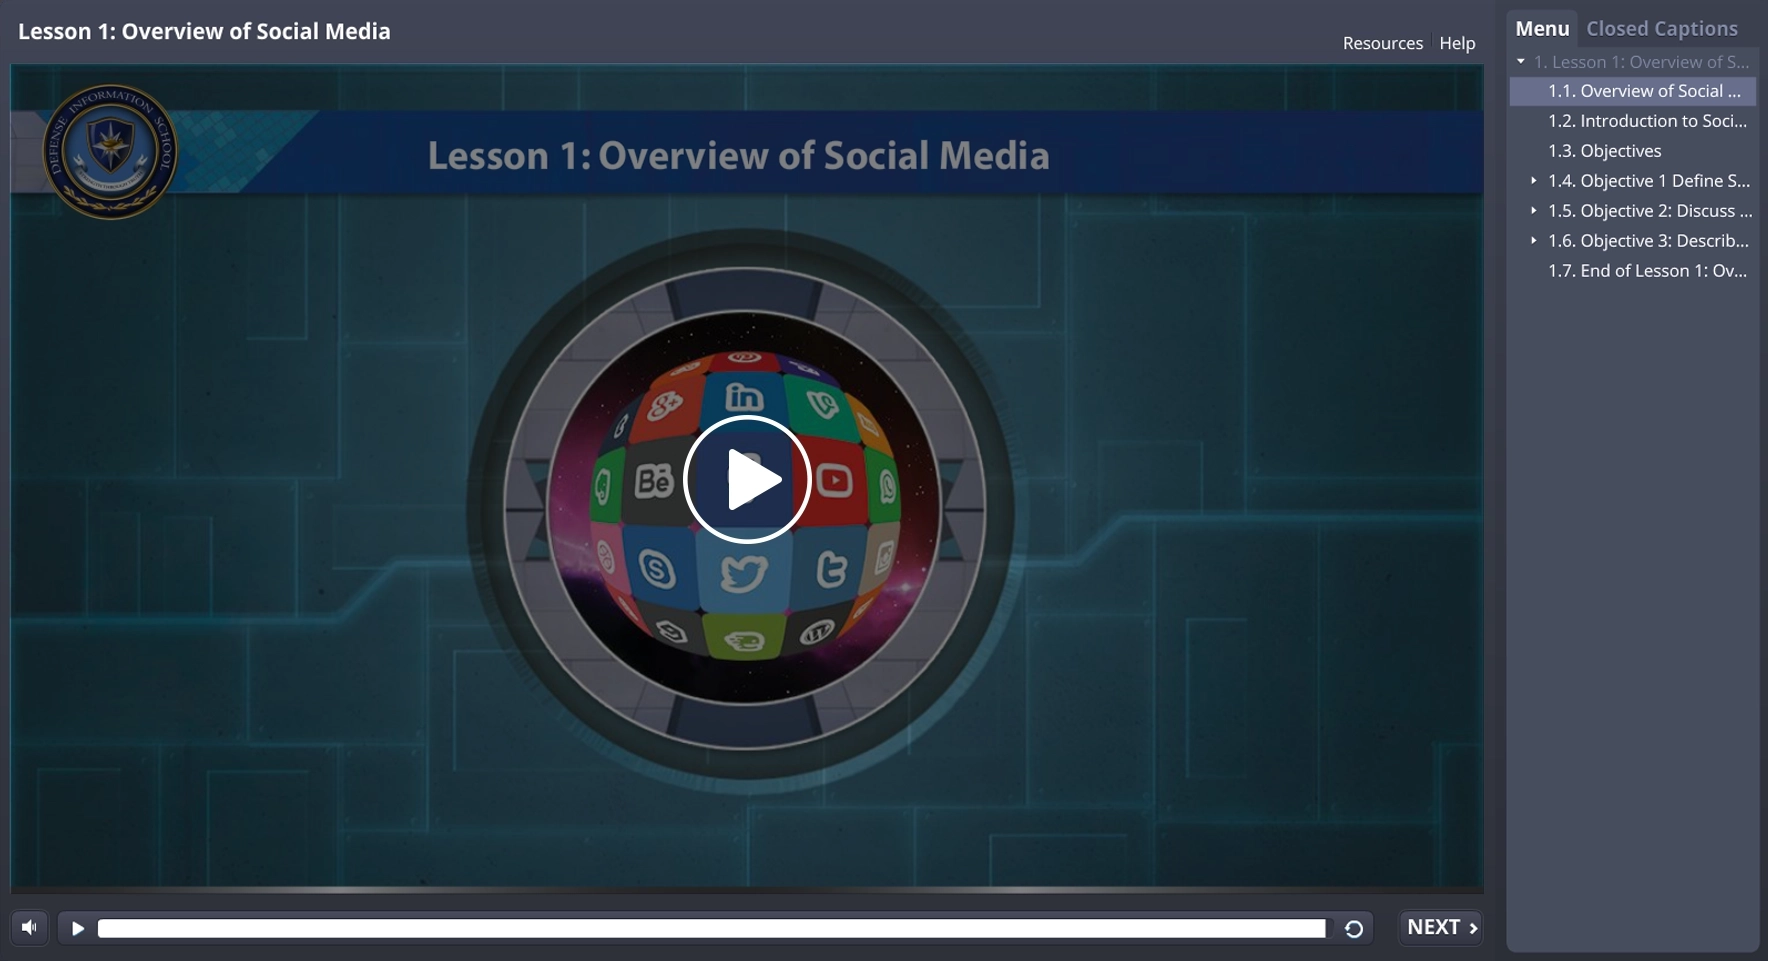 Lesson 1: Overview of Social Media
Resources
Help
Menu
Closed Captions
DEFENSE INFORMATION SCHOOL
Lesson 1: Overview of Social Media
in
g+
Bē
S
t
W
NEXT
1. Lesson 1: Overview of S...
1.1. Overview of Social ...
1.2. Introduction to Soci...
1.3. Objectives
1.4. Objective 1 Define S...
1.5. Objective 2: Discuss ...
1.6. Objective 3: Describ...
1.7. End of Lesson 1: Ov...